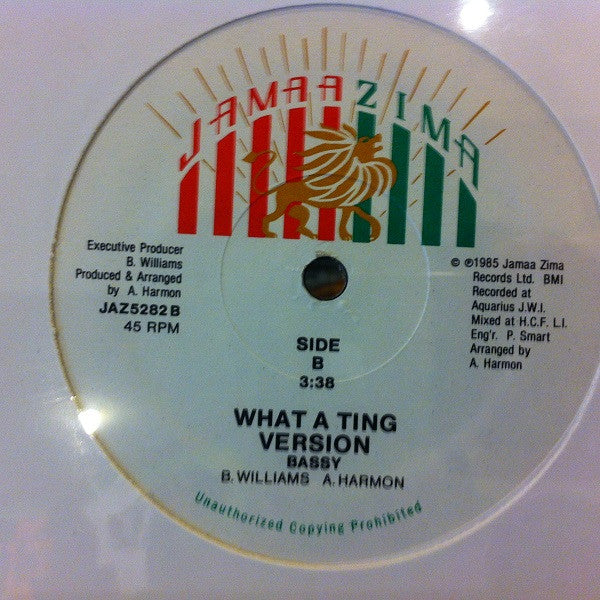 JAMAA ZIMA
Executive Producer
B. Williams
Produced & Arranged
by A. Harmon
JAZ5282 B
45 RPM
© ℗1985 Jamaa Zima
Records Ltd. BMI
Recorded at
Aquarius J.W.I.
Mixed at H.C.F. L.I.
Eng'r. P. Smart
Arranged by
A. Harmon
SIDE
B
3:38
WHAT A TING
VERSION
BASSY
B. WILLIAMS A. HARMON
Unauthorized Copying Prohibited